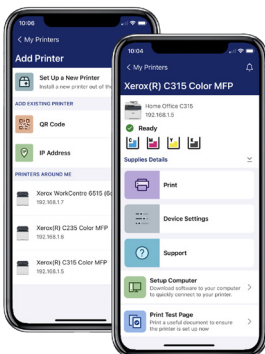 10:06
< My Printers
Add Printer
Set Up a New Printer
Install a new printer out of the
ADD EXISTING PRINTER
QR Code
IP Address
PRINTERS AROUND ME
Xerox WorkCentre 6515 (6d
192.168.1.7
Xerox(R) C235 Color MFP
192.168.1.6
Xerox(R) C315 Color MFP
192.168.1.5
10:04
< My Printers
Xerox(R) C315 Color MFP
Home Office C315
192.168.1.5
Ready
C M Y K
Supplies Details
Print
Device Settings
Support
Setup Computer
Download software to your computer
to quickly connect to your printer.
Print Test Page
Print a useful document to ensure
the printer is set up now